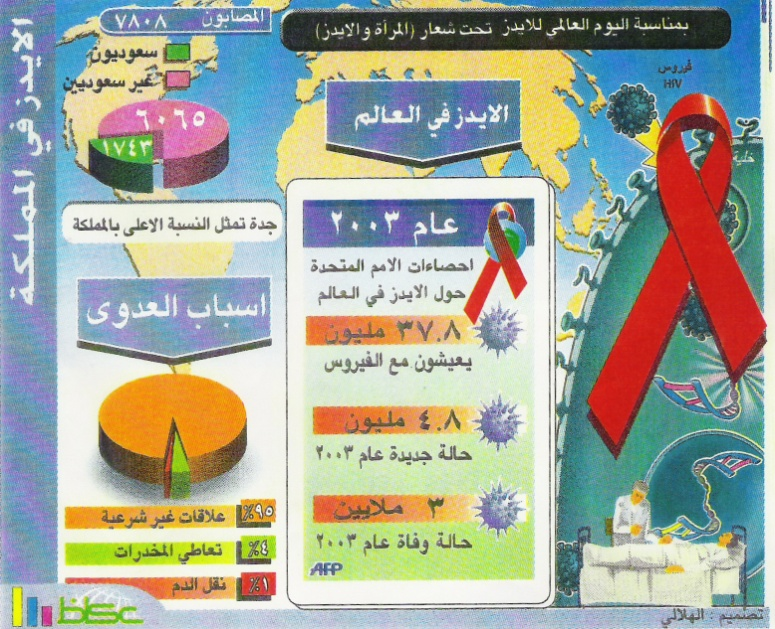 بمناسبة اليوم العالمي للايدز تحت شعار (المرأة والايدز)
المصابون ٧٨٠٨
الايدز في المملكة
سعوديون
غير سعوديين
٦٠٦٥
١٧٤٣
جدة تمثل النسبة الاعلى بالمملكة
اسباب العدوى
٩٥٪ علاقات غير شرعية
٤٪ تعاطي المخدرات
١٪ نقل الدم
الايدز في العالم
عام ٢٠٠٣
احصاءات الامم المتحدة
حول الايدز في العالم
٣٧.٨ مليون
يعيشون مع الفيروس
٤.٨ مليون
حالة جديدة عام ٢٠٠٣
٣ ملايين
حالة وفاة عام ٢٠٠٣
AFP
فيروس
HIV
خلية
عكاظ
تصميم : الهلالي